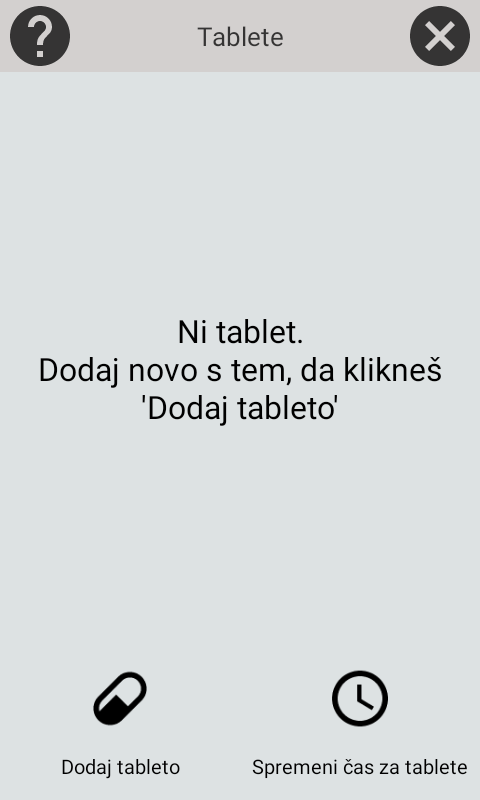 Tablete
Ni tablet.
Dodaj novo s tem, da klikneš
'Dodaj tableto'
Dodaj tableto
Spremeni čas za tablete